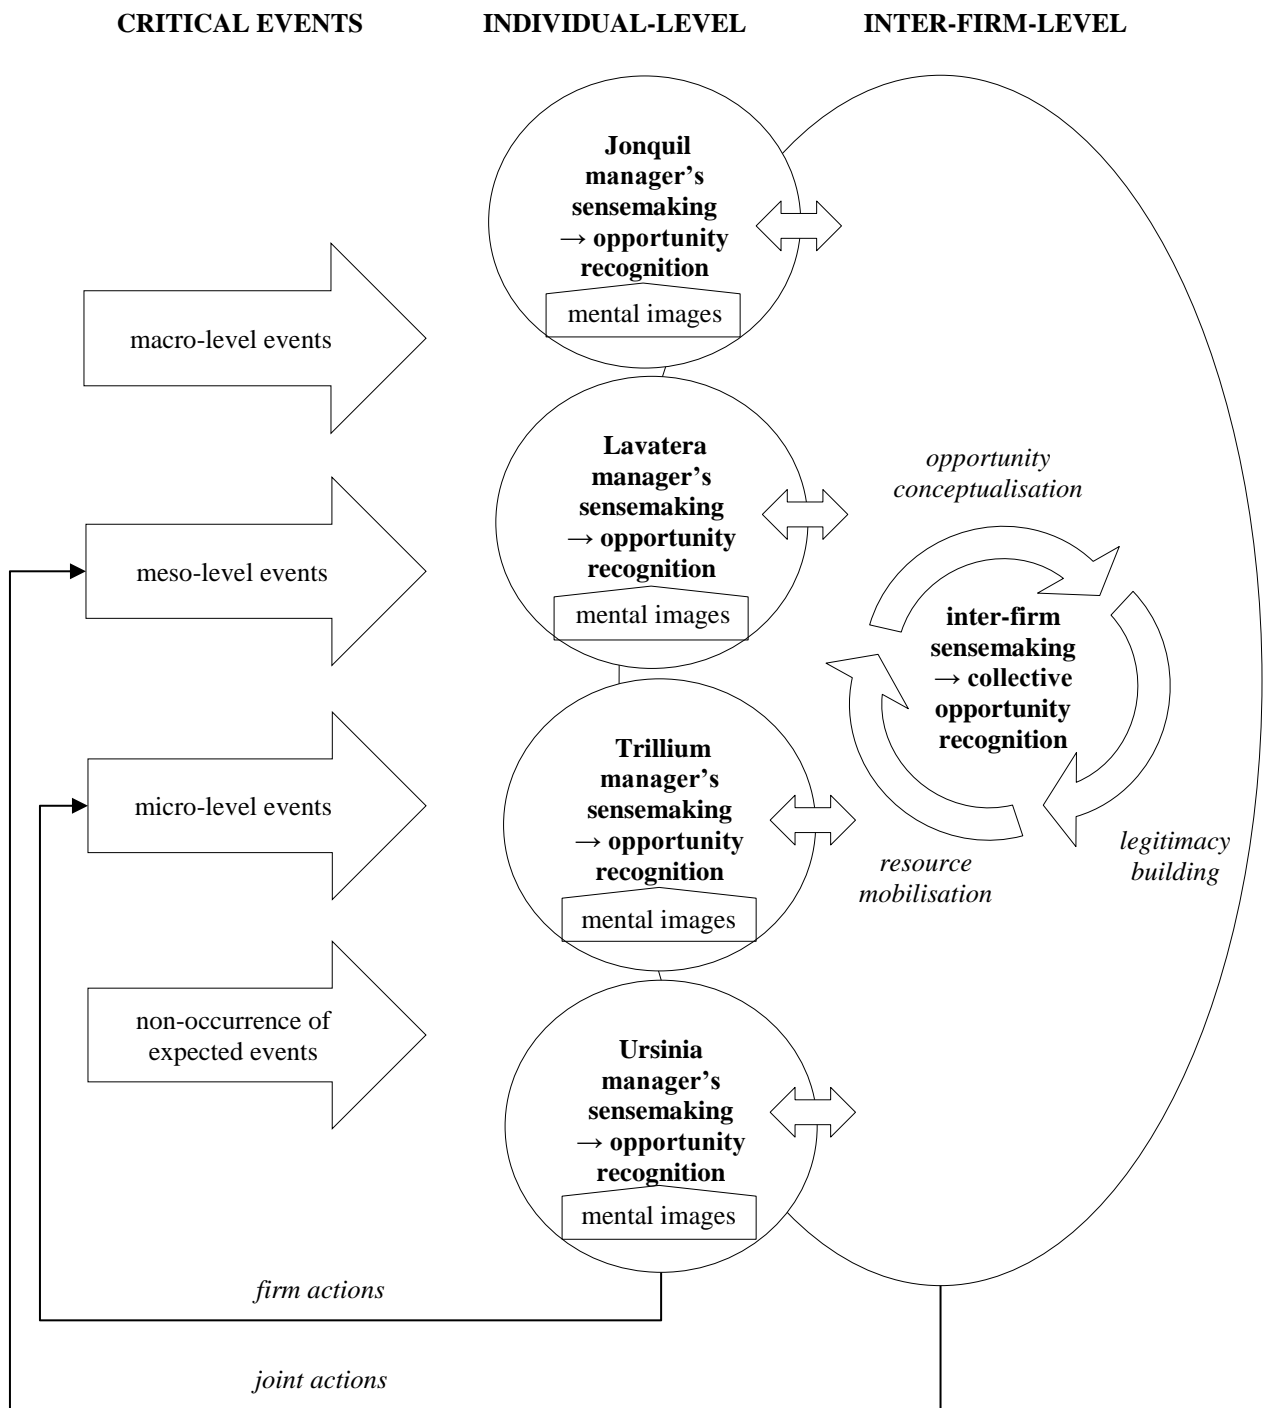 CRITICAL EVENTS
INDIVIDUAL-LEVEL
INTER-FIRM-LEVEL
macro-level events
meso-level events
micro-level events
non-occurrence of
expected events
Jonquil
manager’s
sensemaking
→ opportunity
recognition
mental images
Lavatera
manager’s
sensemaking
→ opportunity
recognition
mental images
Trillium
manager’s
sensemaking
→ opportunity
recognition
mental images
Ursinia
manager’s
sensemaking
→ opportunity
recognition
mental images
opportunity
conceptualisation
inter-firm
sensemaking
→ collective
opportunity
recognition
legitimacy
building
resource
mobilisation
firm actions
joint actions